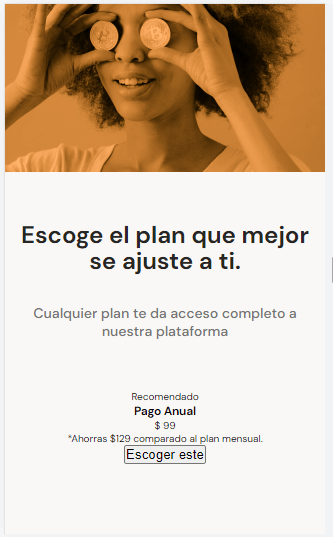 Escoge el plan que mejor
se ajuste a ti.
Cualquier plan te da acceso completo a
nuestra plataforma
Recomendado
Pago Anual
$ 99
*Ahorras $129 comparado al plan mensual.
Escoger este